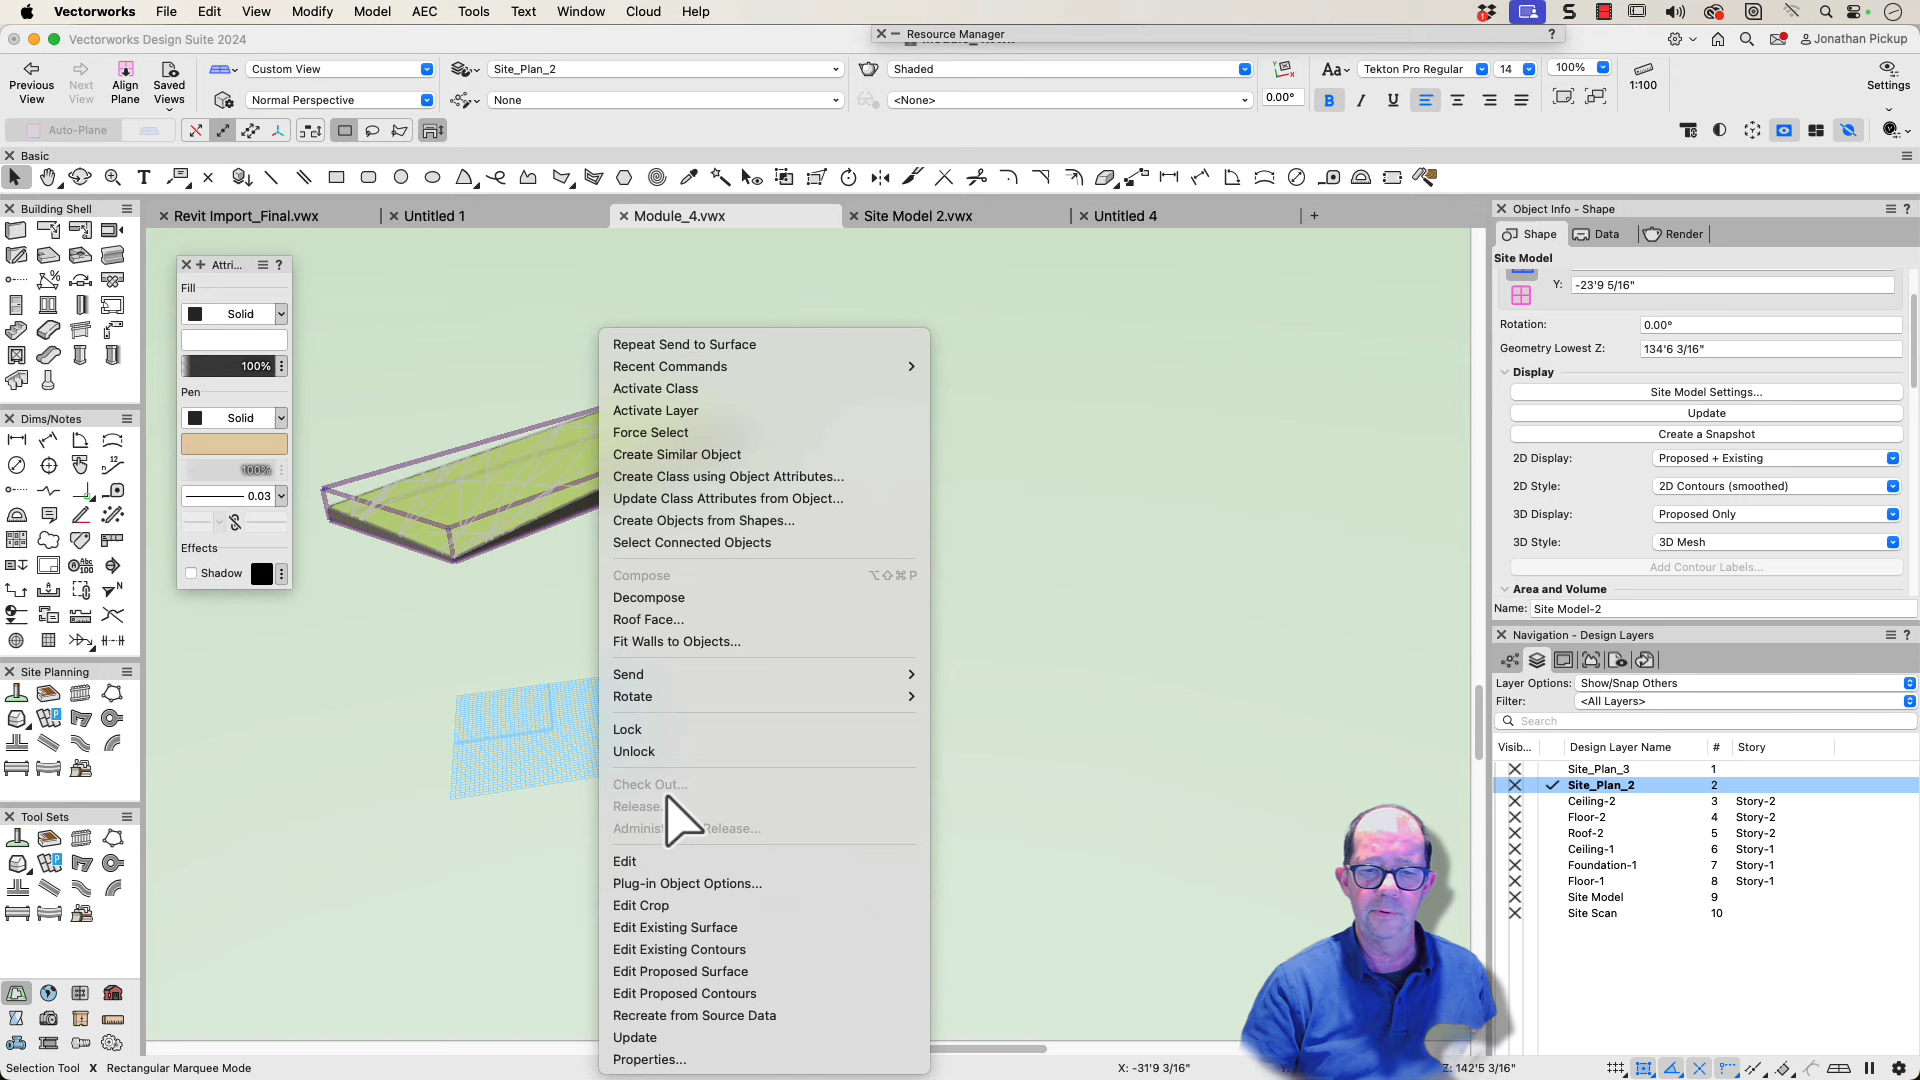 Vectorworks File Edit View Modify Model AEC Tools Text Window Cloud Help
Vectorworks Design Suite 2024
Resource Manager
Jonathan Pickup
Previous View
Next View
Align Plane
Saved Views
Custom View
Normal Perspective
Site_Plan_2
None
Shaded
<None>
0.00°
Tekton Pro Regular
14
100%
1:100
Settings
Auto-Plane
Basic
Building Shell
Revit Import_Final.vwx
Untitled 1
Module_4.vwx
Site Model 2.vwx
Untitled 4
Attri...
Fill
Solid
100%
Pen
Solid
100%
0.03
Effects
Shadow
Dims/Notes
Site Planning
Tool Sets
Repeat Send to Surface
Recent Commands
Activate Class
Activate Layer
Force Select
Create Similar Object
Create Class using Object Attributes...
Update Class Attributes from Object...
Create Objects from Shapes...
Select Connected Objects
Compose ⌥⇧⌘P
Decompose
Roof Face...
Fit Walls to Objects...
Send
Rotate
Lock
Unlock
Check Out...
Release
Release...
Edit
Plug-in Object Options...
Edit Crop
Edit Existing Surface
Edit Existing Contours
Edit Proposed Surface
Edit Proposed Contours
Recreate from Source Data
Update
Properties...
Object Info - Shape
Shape Data Render
Site Model
Y: -23'9 5/16"
Rotation: 0.00°
Geometry Lowest Z: 134'6 3/16"
Display
Site Model Settings...
Update
Create a Snapshot
2D Display: Proposed + Existing
2D Style: 2D Contours (smoothed)
3D Display: Proposed Only
3D Style: 3D Mesh
Add Contour Labels...
Area and Volume
Name: Site Model-2
Navigation - Design Layers
Layer Options: Show/Snap Others
Filter: <All Layers>
Search
Visib... Design Layer Name # Story
Site_Plan_3 1
Site_Plan_2 2
Ceiling-2 3 Story-2
Floor-2 4 Story-2
Roof-2 5 Story-2
Ceiling-1 6 Story-1
Foundation-1 7 Story-1
Floor-1 8 Story-1
Site Model 9
Site Scan 10
Selection Tool X Rectangular Marquee Mode
X: -31'9 3/16"
Z: 142'5 3/16"